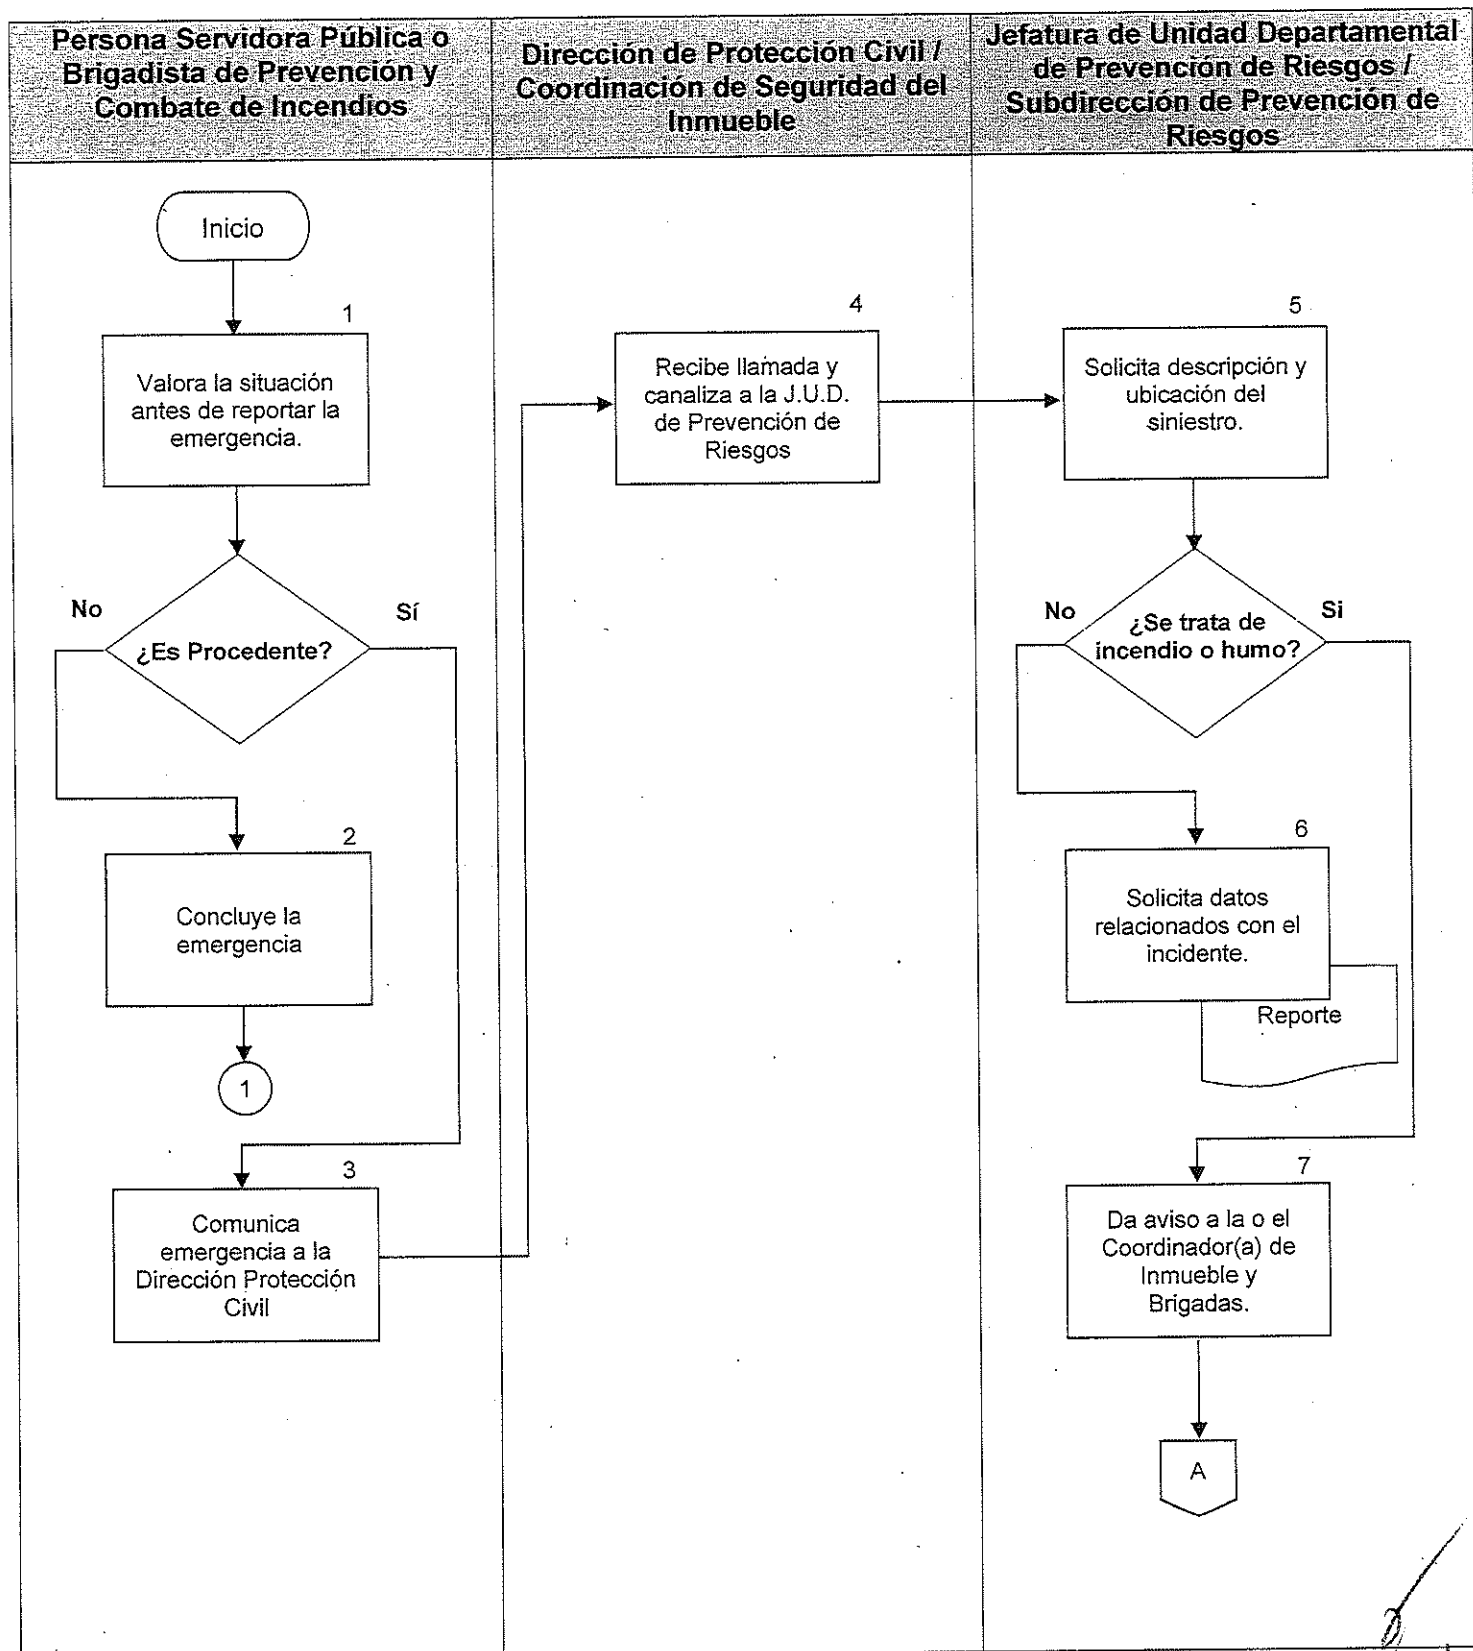 Persona Servidora Pública o
Brigadista de Prevención y
Combate de Incendios
Dirección de Protección Civil /
Coordinación de Seguridad del
Inmueble
Jefatura de Unidad Departamental
de Prevención de Riesgos /
Subdirección de Prevención de
Riesgos
Inicio
1
Valora la situación
antes de reportar la
emergencia.
No
Sí
¿Es Procedente?
2
Concluye la
emergencia
1
3
Comunica
emergencia a la
Dirección Protección
Civil
4
Recibe llamada y
canaliza a la J.U.D.
de Prevención de
Riesgos
5
Solicita descripción y
ubicación del
siniestro.
No
Si
¿Se trata de
incendio o humo?
6
Solicita datos
relacionados con el
incidente.
Reporte
7
Da aviso a la o el
Coordinador(a) de
Inmueble y
Brigadas.
A